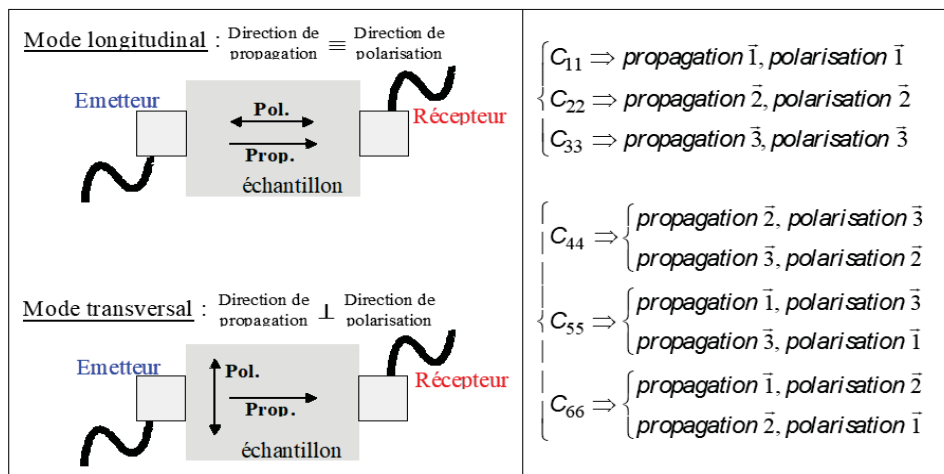 Mode longitudinal : Direction de propagation ≡ Direction de polarisation
Emetteur
Récepteur
Pol.
Prop.
échantillon
Mode transversal : Direction de propagation ⊥ Direction de polarisation
Emetteur
Récepteur
Pol.
Prop.
échantillon
C₁₁ ⇒ propagation 1⃗, polarisation 1⃗
C₂₂ ⇒ propagation 2⃗, polarisation 2⃗
C₃₃ ⇒ propagation 3⃗, polarisation 3⃗
C₄₄ ⇒ { propagation 2⃗, polarisation 3⃗
propagation 3⃗, polarisation 2⃗
C₅₅ ⇒ { propagation 1⃗, polarisation 3⃗
propagation 3⃗, polarisation 1⃗
C₆₆ ⇒ { propagation 1⃗, polarisation 2⃗
propagation 2⃗, polarisation 1⃗